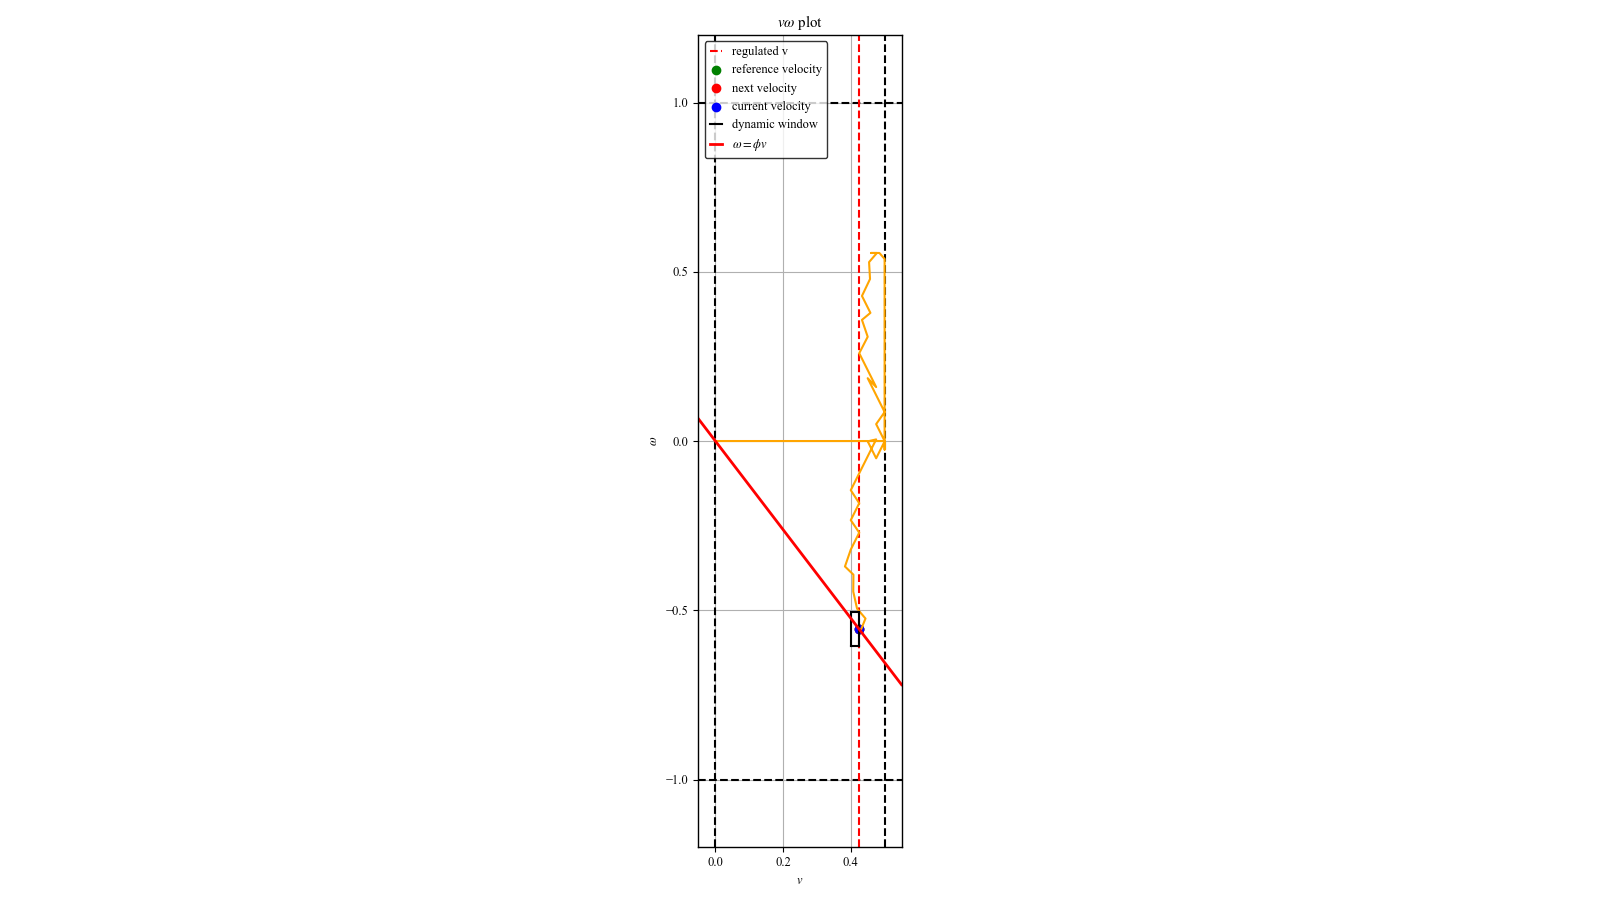 vω plot
regulated v
reference velocity
next velocity
current velocity
dynamic window
ω = ϕv
1.0
0.5
0.0
−0.5
−1.0
ω
0.0 0.2 0.4
v